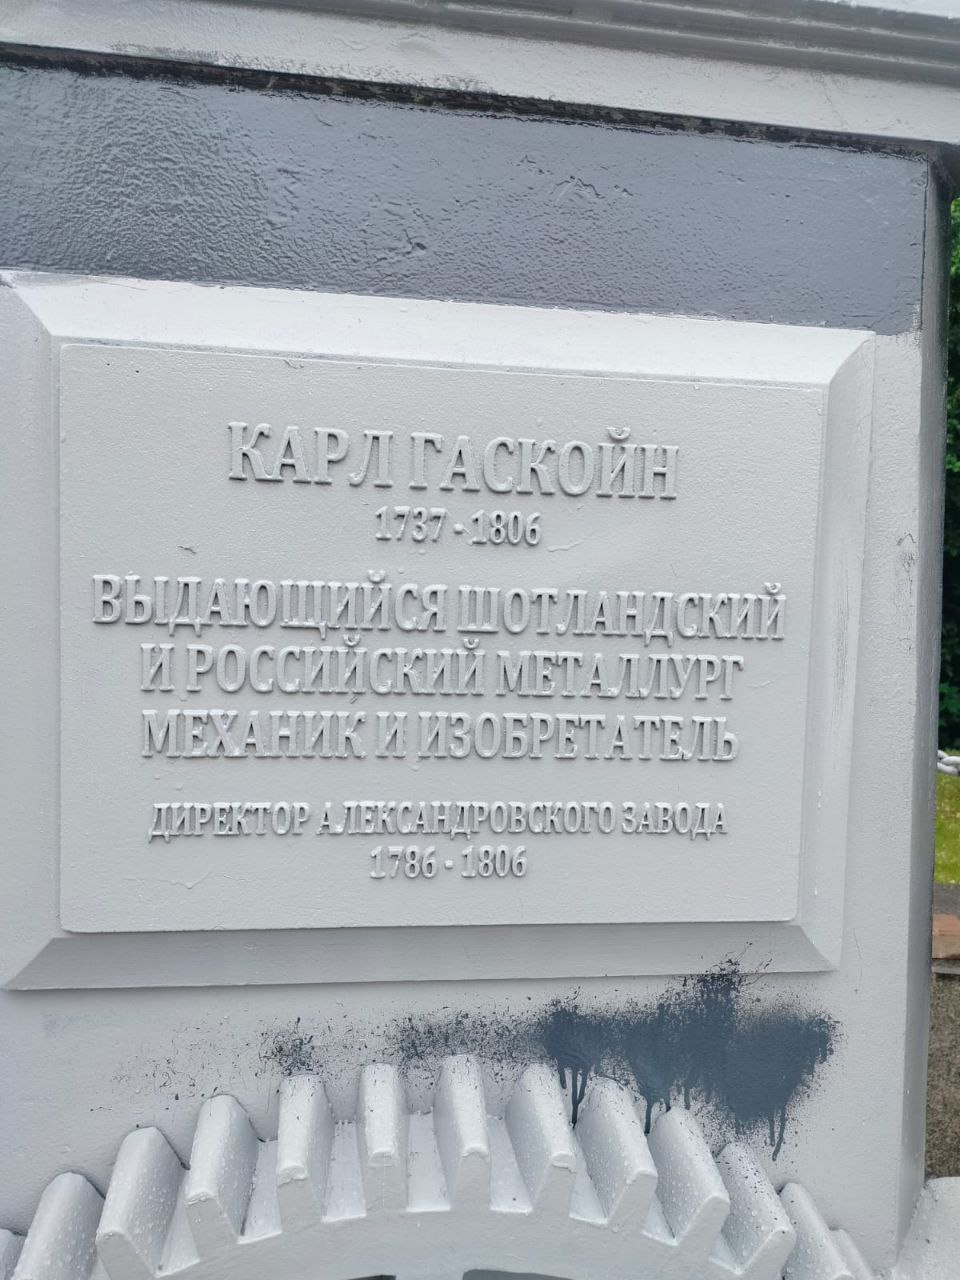 КАРЛ ГАСКОЙН
1737 - 1806
ВЫДАЮЩИЙСЯ ШОТЛАНДСКИЙ
И РОССИЙСКИЙ МЕТАЛЛУРГ
МЕХАНИК И ИЗОБРЕТАТЕЛЬ
ДИРЕКТОР АЛЕКСАНДРОВСКОГО ЗАВОДА
1786 - 1806